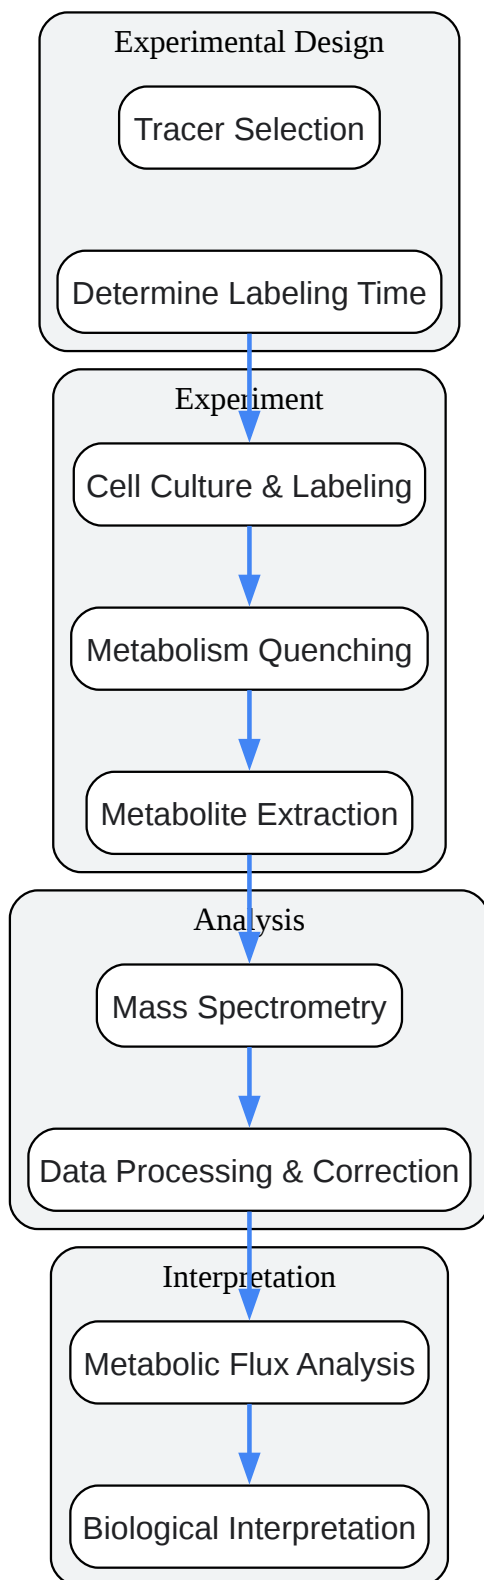 Experimental Design
Tracer Selection
Determine Labeling Time
Experiment
Cell Culture & Labeling
Metabolism Quenching
Metabolite Extraction
Analysis
Mass Spectrometry
Data Processing & Correction
Interpretation
Metabolic Flux Analysis
Biological Interpretation